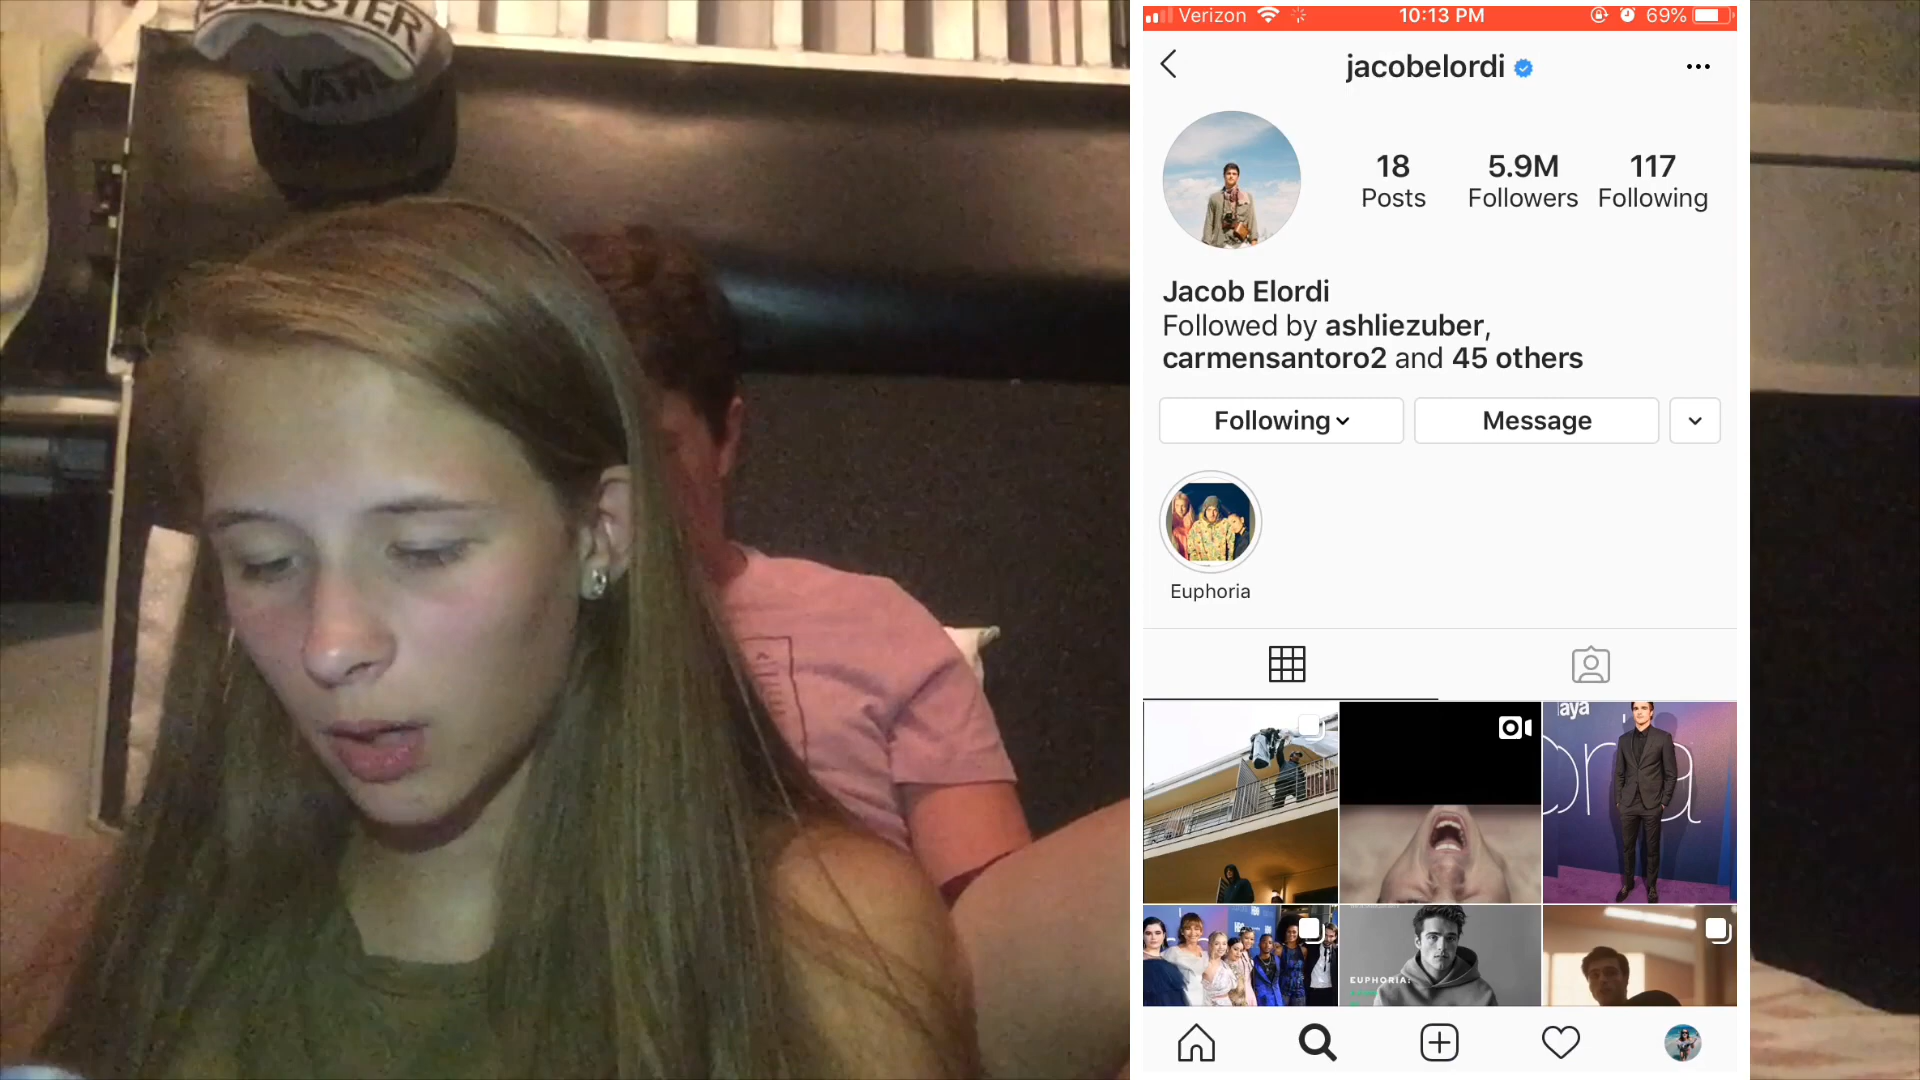 VANS
Verizon 10:13 PM 69%
jacobelordi
18 5.9M 117
Posts Followers Following
Jacob Elordi
Followed by ashliezuber,
carmensantoro2 and 45 others
Following Message
Euphoria
aya
EUPHORIA: